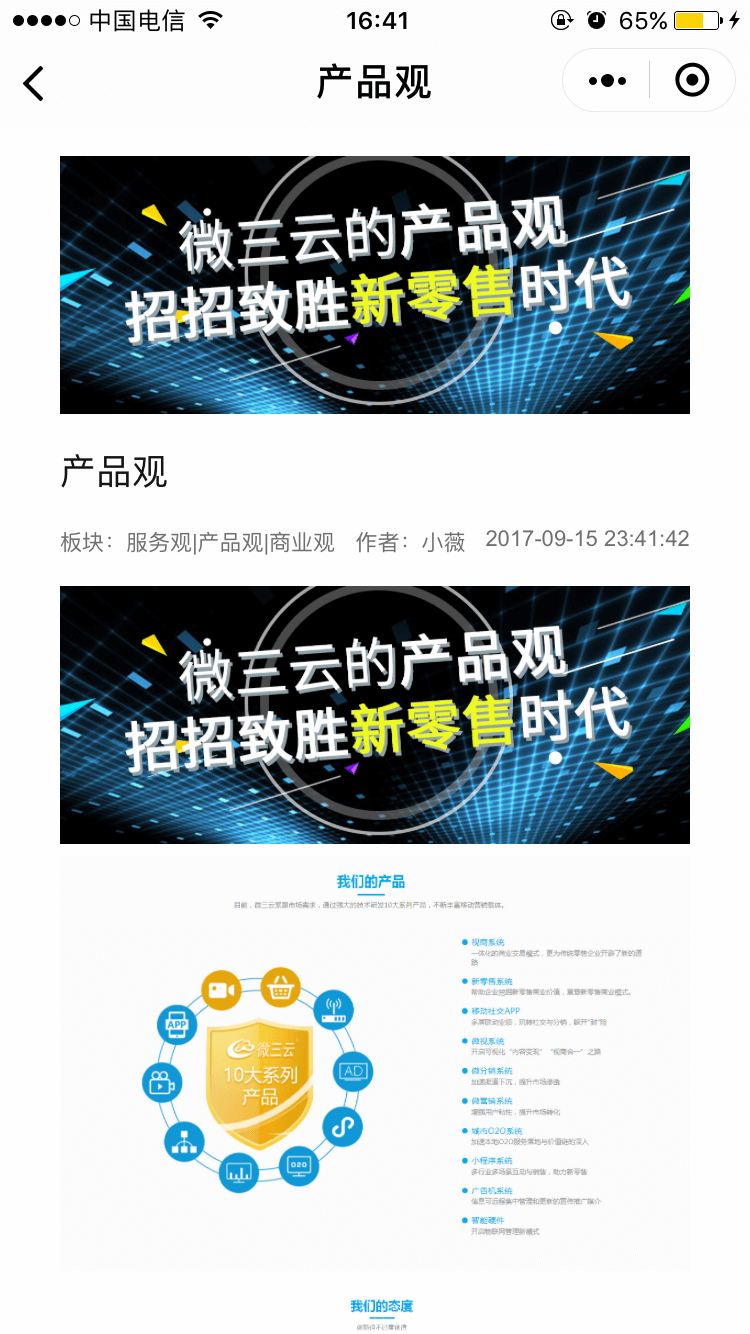 中国电信
16:41
65%
产品观
微三云的产品观
招招致胜新零售时代
产品观
板块：服务观|产品观|商业观 作者：小薇 2017-09-15 23:41:42
微三云的产品观
招招致胜新零售时代
我们的产品
目前，微三云紧跟市场需求，通过强大的技术研发10大系列产品，不断丰富移动营销载体。
视商系统
一体化的商业交易模式，更为传统零售企业开辟了新的道路
新零售系统
帮助企业挖掘新零售商业价值，重塑新零售商业模式。
移动社交APP
多屏联动业务，玩转社交与分销，躲开"封"险
微视系统
开启可视化"内容变现" "视商合一"之路
微分销系统
加速渠道下沉，提升市场渗透
微营销系统
增强用户粘性，提升市场转化
城市O2O系统
加速本地O2O服务落地与价值链的深入
小程序系统
多行业多场景互动与销售，助力新零售
广告机系统
信息可远程集中管理和更新的宣传推广媒介
智能硬件
开启物联网管理新模式
APP
AD
O2O
微三云
10大系列
产品
我们的态度